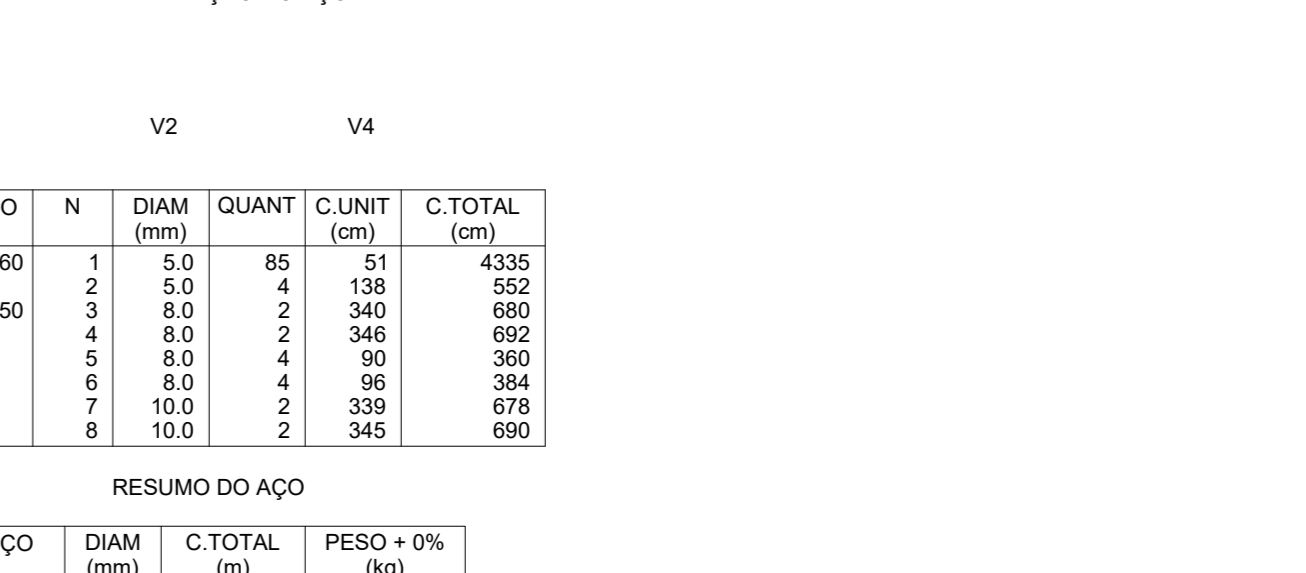 V2 V4
O N DIAM QUANT C.UNIT C.TOTAL
(mm) (cm) (cm)
60 1 5.0 85 51 4335
2 5.0 4 138 552
50 3 8.0 2 340 680
4 8.0 2 346 692
5 8.0 4 90 360
6 8.0 4 96 384
7 10.0 2 339 678
8 10.0 2 345 690
RESUMO DO AÇO
ÇO DIAM C.TOTAL PESO + 0%
(mm) (m) (kg)